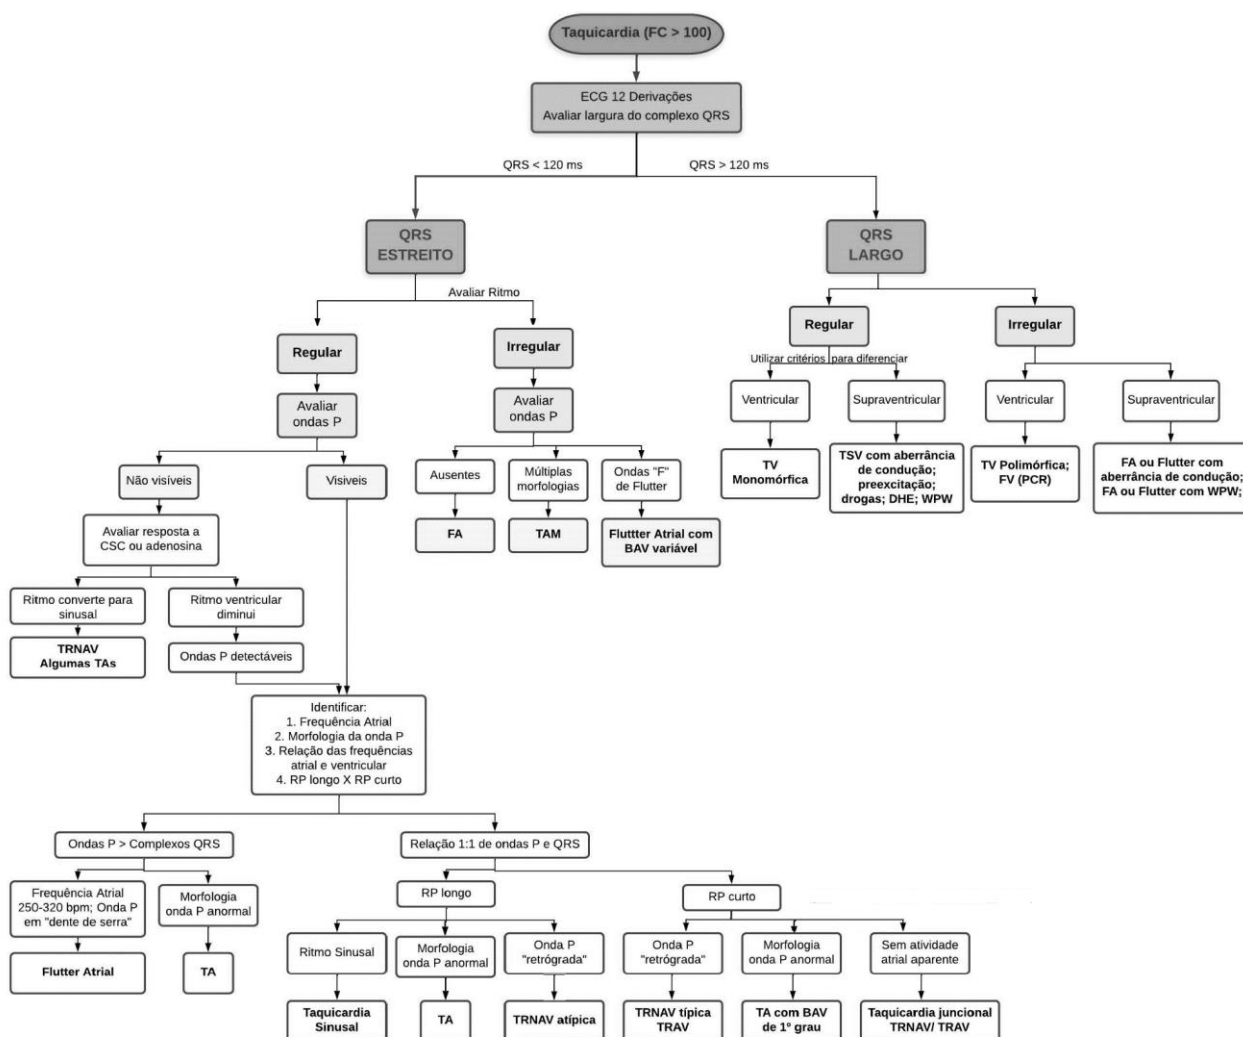 Taquicardia (FC > 100)
ECG 12 Derivações
Avaliar largura do complexo QRS
QRS < 120 ms
QRS > 120 ms
QRS
ESTREITO
QRS
LARGO
Avaliar Ritmo
Regular
Irregular
Regular
Irregular
Utilizar critérios para diferenciar
Avaliar
ondas P
Avaliar
ondas P
Ventricular
Supraventricular
Ventricular
Supraventricular
TV
Monomórfica
TSV com aberrância
de condução;
preexcitação;
drogas; DHE; WPW
TV Polimórfica;
FV (PCR)
FA ou Flutter com
aberrância de condução;
FA ou Flutter com WPW;
Não visíveis
Visiveis
Ausentes
Múltiplas
morfologias
Ondas "F"
de Flutter
FA
TAM
Fluttter Atrial com
BAV variável
Avaliar resposta a
CSC ou adenosina
Ritmo converte para
sinusal
Ritmo ventricular
diminui
TRNAV
Algumas TAs
Ondas P detectáveis
Identificar:
1. Frequência Atrial
2. Morfologia da onda P
3. Relação das frequências
atrial e ventricular
4. RP longo X RP curto
Ondas P > Complexos QRS
Relação 1:1 de ondas P e QRS
Frequência Atrial
250-320 bpm; Onda P
em "dente de serra"
Morfologia
onda P anormal
RP longo
RP curto
Flutter Atrial
TA
Ritmo Sinusal
Morfologia
onda P anormal
Onda P
"retrógrada"
Onda P
"retrógrada"
Morfologia
onda P anormal
Sem atividade
atrial aparente
Taquicardia
Sinusal
TA
TRNAV atípica
TRNAV típica
TRAV
TA com BAV
de 1º grau
Taquicardia juncional
TRNAV/ TRAV